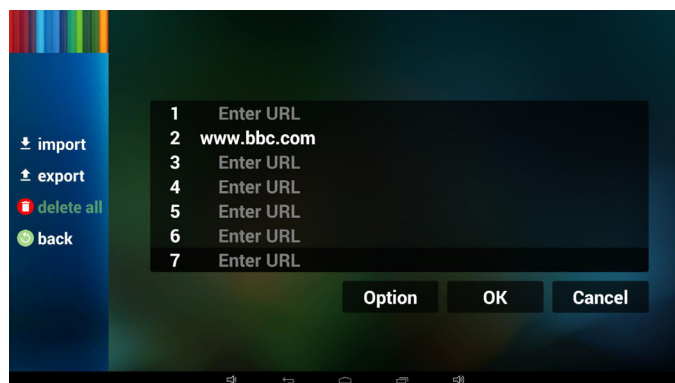 import
export
delete all
back
1 Enter URL
2 www.bbc.com
3 Enter URL
4 Enter URL
5 Enter URL
6 Enter URL
7 Enter URL
Option OK Cancel